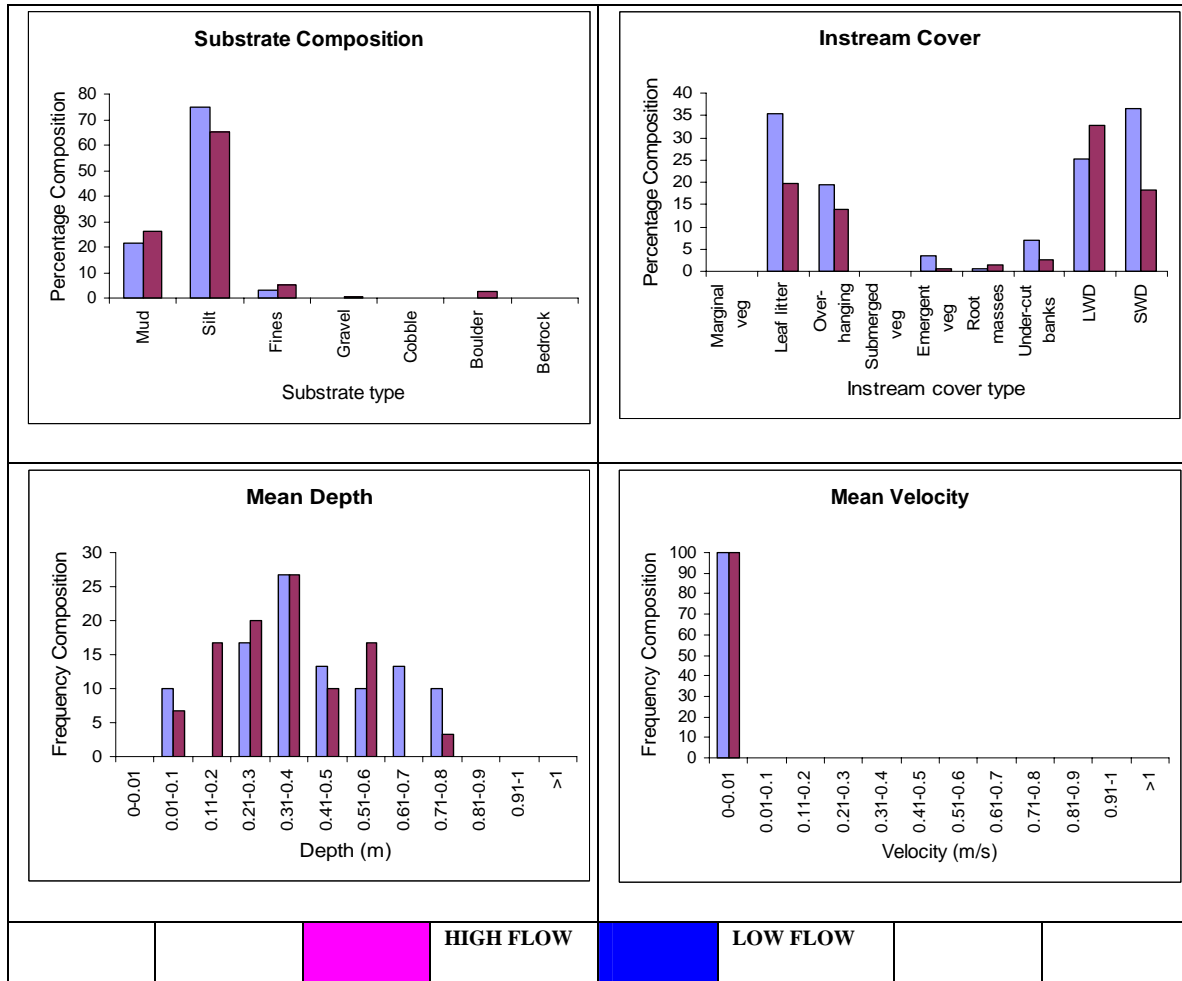 Substrate Composition
Percentage Composition
80
70
60
50
40
30
20
10
0
Mud
Silt
Fines
Gravel
Cobble
Boulder
Bedrock
Substrate type
Instream Cover
Percentage Composition
40
35
30
25
20
15
10
5
0
Marginal
veg
Leaf litter
Over-
hanging
Submerged
veg
Emergent
veg
Root
masses
Under-cut
banks
LWD
SWD
Instream cover type
Mean Depth
Frequency Composition
30
25
20
15
10
5
0
0-0.01
0.01-0.1
0.11-0.2
0.21-0.3
0.31-0.4
0.41-0.5
0.51-0.6
0.61-0.7
0.71-0.8
0.81-0.9
0.91-1
>1
Depth (m)
Mean Velocity
Frequency Composition
100
90
80
70
60
50
40
30
20
10
0
0-0.01
0.01-0.1
0.11-0.2
0.21-0.3
0.31-0.4
0.41-0.5
0.51-0.6
0.61-0.7
0.71-0.8
0.81-0.9
0.91-1
>1
Velocity (m/s)
HIGH FLOW
LOW FLOW